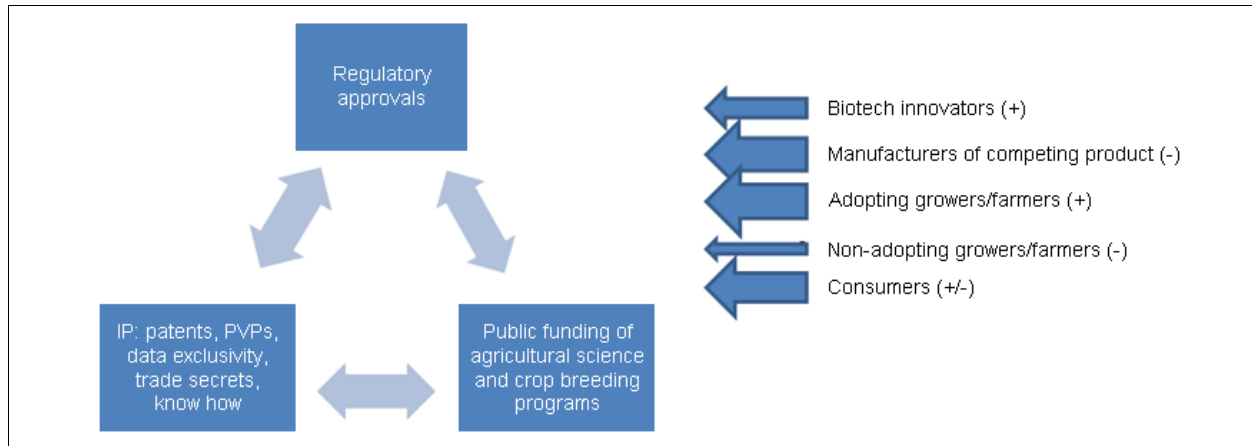 Regulatory
approvals
IP: patents, PVPs,
data exclusivity,
trade secrets,
know how
Public funding of
agricultural science
and crop breeding
programs
Biotech innovators (+)
Manufacturers of competing product (-)
Adopting growers/farmers (+)
Non-adopting growers/farmers (-)
Consumers (+/-)